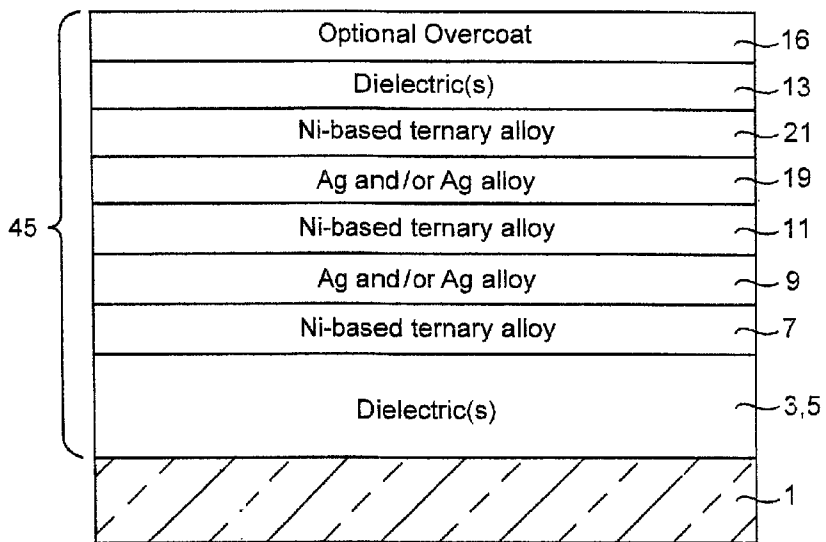 Optional Overcoat 16
Dielectric(s) 13
Ni-based ternary alloy 21
Ag and/or Ag alloy 19
45 Ni-based ternary alloy 11
Ag and/or Ag alloy 9
Ni-based ternary alloy 7
Dielectric(s) 3,5
1